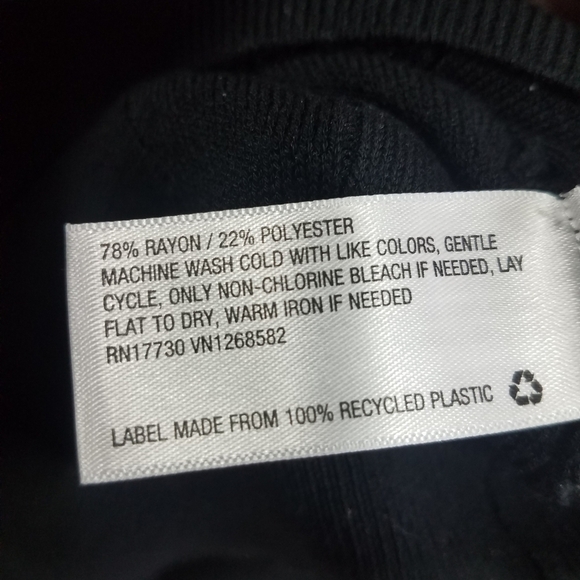 78% RAYON / 22% POLYESTER
MACHINE WASH COLD WITH LIKE COLORS, GENTLE
CYCLE, ONLY NON-CHLORINE BLEACH IF NEEDED, LAY
FLAT TO DRY, WARM IRON IF NEEDED
RN17730 VN1268582
LABEL MADE FROM 100% RECYCLED PLASTIC